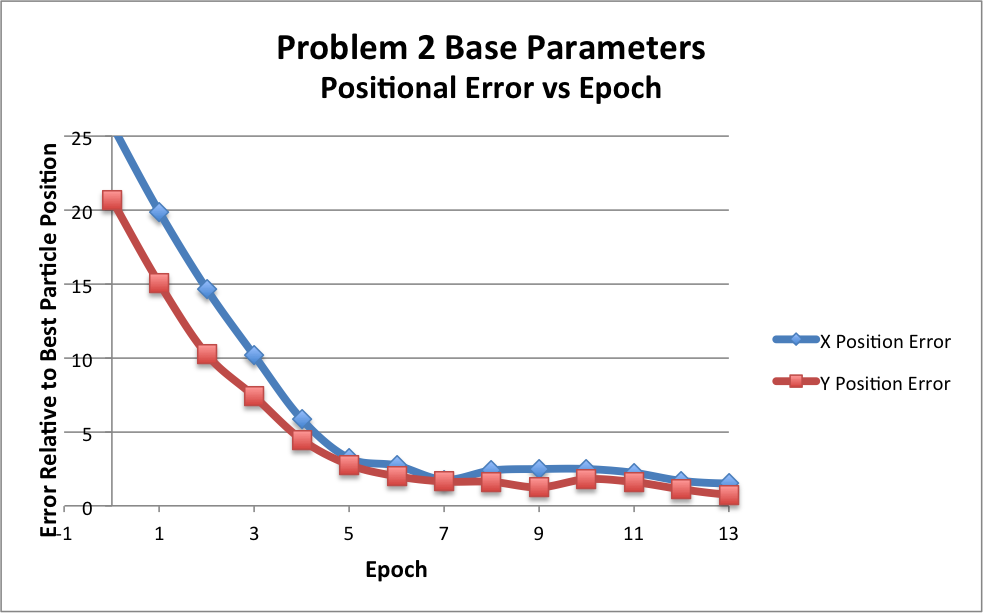 Problem 2 Base Parameters
Positional Error vs Epoch
Error Relative to Best Particle Position
25
20
15
10
5
0
-1
1
3
5
7
9
11
13
Epoch
X Position Error
Y Position Error